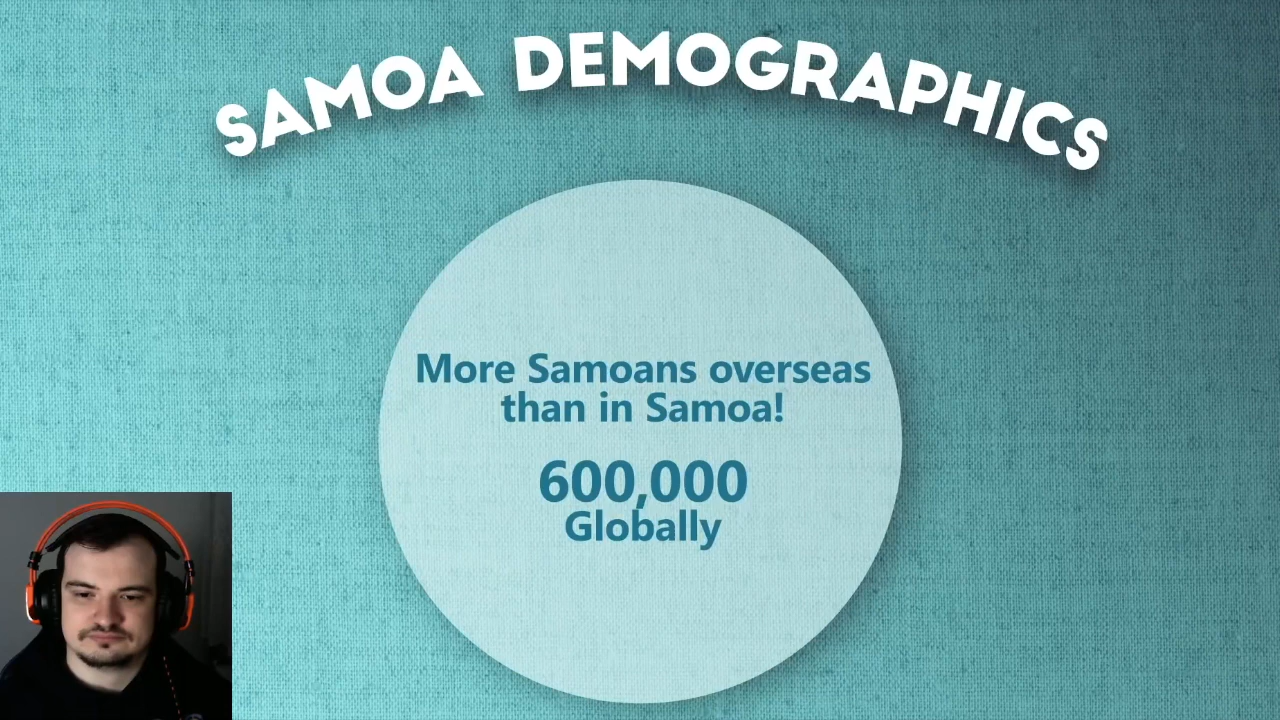 SAMOA DEMOGRAPHICS
More Samoans overseas
than in Samoa!
600,000
Globally